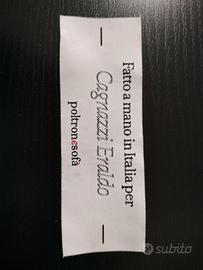 Fatto a mano in Italia per
Cagnazzi Eraldo
poltronesofà
subito